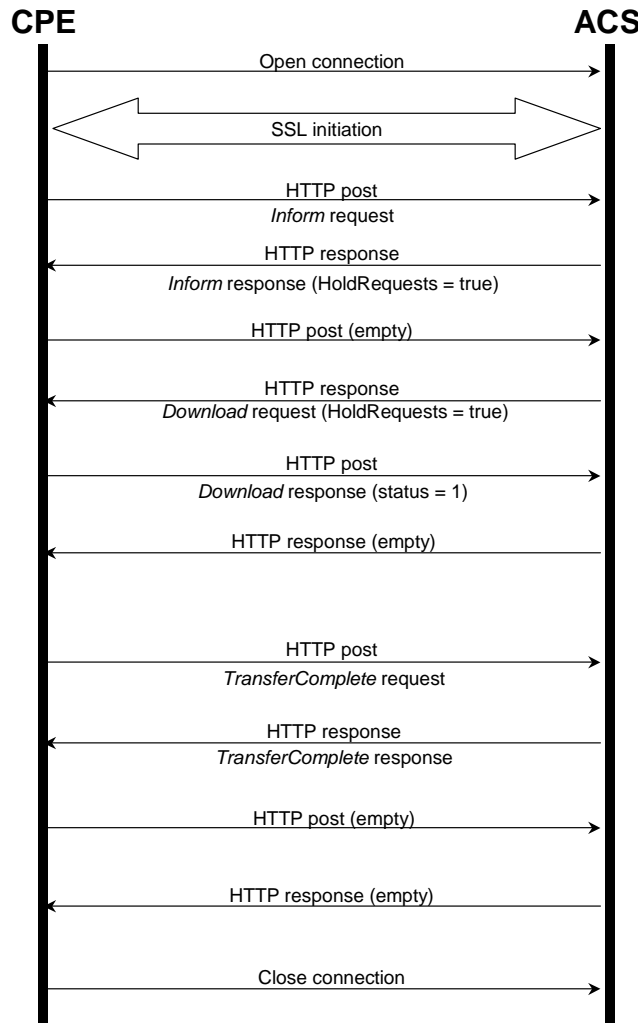 CPE
ACS
Open connection
SSL initiation
HTTP post
Inform request
HTTP response
Inform response (HoldRequests = true)
HTTP post (empty)
HTTP response
Download request (HoldRequests = true)
HTTP post
Download response (status = 1)
HTTP response (empty)
HTTP post
TransferComplete request
HTTP response
TransferComplete response
HTTP post (empty)
HTTP response (empty)
Close connection